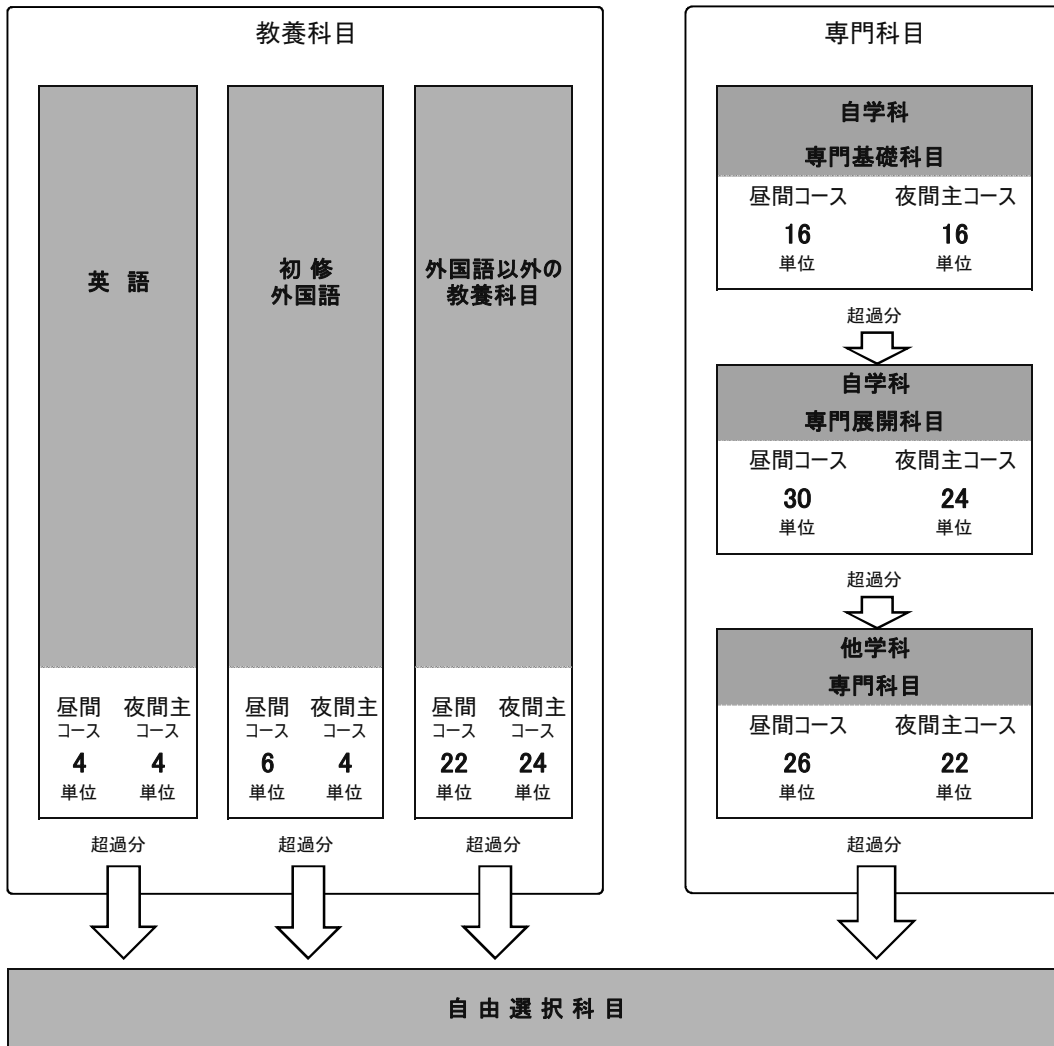 教養科目
英 語
昼間 夜間主
コース コース
4 4
単位 単位
超過分
初 修
外国語
昼間 夜間主
コース コース
6 4
単位 単位
超過分
外国語以外の
教養科目
昼間 夜間主
コース コース
22 24
単位 単位
超過分
専門科目
自学科
専門基礎科目
昼間コース 夜間主コース
16 16
単位 単位
超過分
自学科
専門展開科目
昼間コース 夜間主コース
30 24
単位 単位
超過分
他学科
専門科目
昼間コース 夜間主コース
26 22
単位 単位
超過分
自 由 選 択 科 目